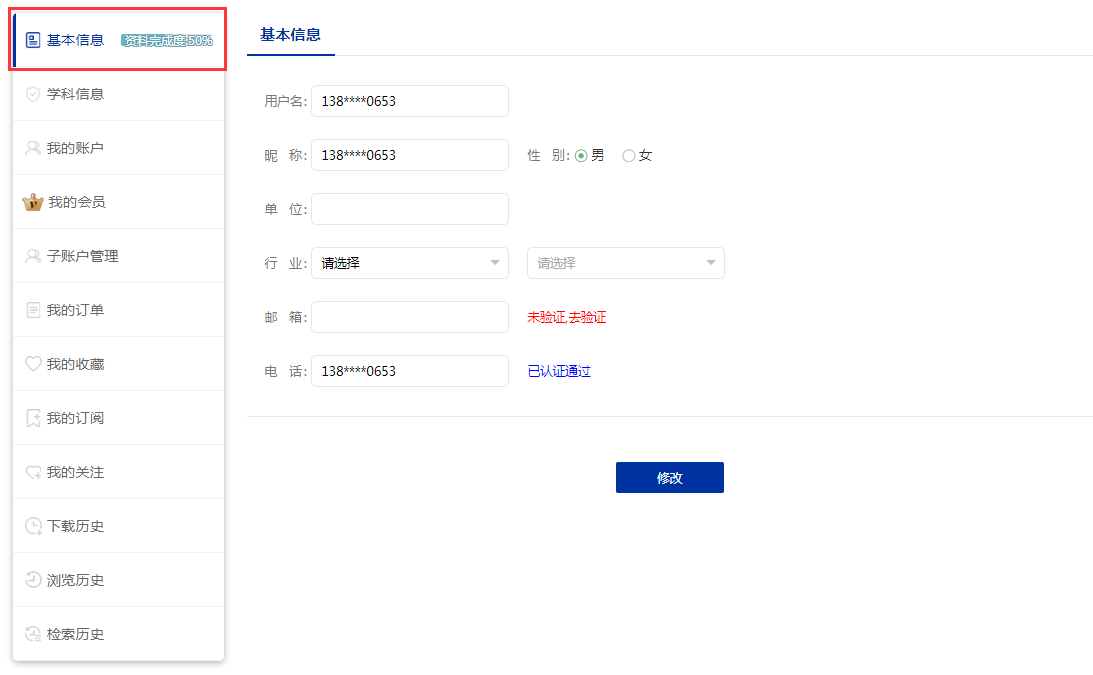 基本信息 资料完成度:50%
学科信息
我的账户
我的会员
子账户管理
我的订单
我的收藏
我的订阅
我的关注
下载历史
浏览历史
检索历史
基本信息
用户名: 138****0653
昵 称: 138****0653 性 别: 男 女
单 位:
行 业: 请选择 请选择
邮 箱: 未验证,去验证
电 话: 138****0653 已认证通过
修改